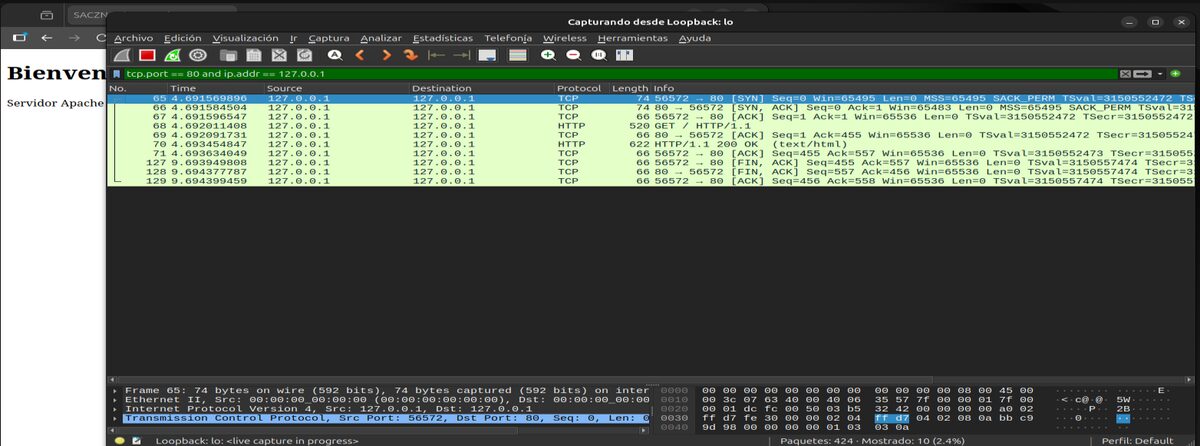 SACZN
Capturando desde Loopback: lo
Archivo Edición Visualización Ir Captura Analizar Estadísticas Telefonía Wireless Herramientas Ayuda
Bienven
Servidor Apache
tcp.port == 80 and ip.addr == 127.0.0.1
No. Time Source Destination Protocol Length Info
65 4.691569896 127.0.0.1 127.0.0.1 TCP 74 56572 → 80 [SYN] Seq=0 Win=65495 Len=0 MSS=65495 SACK_PERM TSval=3150552472 TS
66 4.691584504 127.0.0.1 127.0.0.1 TCP 74 80 → 56572 [SYN, ACK] Seq=0 Ack=1 Win=65483 Len=0 MSS=65495 SACK_PERM TSval=31
67 4.691596547 127.0.0.1 127.0.0.1 TCP 66 56572 → 80 [ACK] Seq=1 Ack=1 Win=65536 Len=0 TSval=3150552472 TSecr=3150552472
68 4.692011408 127.0.0.1 127.0.0.1 HTTP 520 GET / HTTP/1.1
69 4.692091731 127.0.0.1 127.0.0.1 TCP 66 80 → 56572 [ACK] Seq=1 Ack=455 Win=65536 Len=0 TSval=3150552472 TSecr=31505524
70 4.693454847 127.0.0.1 127.0.0.1 HTTP 622 HTTP/1.1 200 OK (text/html)
71 4.693634049 127.0.0.1 127.0.0.1 TCP 66 56572 → 80 [ACK] Seq=455 Ack=557 Win=65536 Len=0 TSval=3150552473 TSecr=315055
127 9.693949808 127.0.0.1 127.0.0.1 TCP 66 56572 → 80 [FIN, ACK] Seq=455 Ack=557 Win=65536 Len=0 TSval=3150557474 TSecr=3
128 9.694377787 127.0.0.1 127.0.0.1 TCP 66 80 → 56572 [FIN, ACK] Seq=557 Ack=456 Win=65536 Len=0 TSval=3150557474 TSecr=3
129 9.694399459 127.0.0.1 127.0.0.1 TCP 66 56572 → 80 [ACK] Seq=456 Ack=558 Win=65536 Len=0 TSval=3150557474 TSecr=315055
Frame 65: 74 bytes on wire (592 bits), 74 bytes captured (592 bits) on inter
Ethernet II, Src: 00:00:00_00:00:00 (00:00:00:00:00:00), Dst: 00:00:00_00:00
Internet Protocol Version 4, Src: 127.0.0.1, Dst: 127.0.0.1
Transmission Control Protocol, Src Port: 56572, Dst Port: 80, Seq: 0, Len: 0
0000 00 00 00 00 00 00 00 00 00 00 00 00 08 00 45 00 ··············E·
0010 00 3c 07 63 40 00 40 06 35 57 7f 00 00 01 7f 00 ·<·c@·@·5W······
0020 00 01 dc fc 00 50 03 b5 32 42 00 00 00 00 a0 02 ·····P··2B······
0030 ff d7 fe 30 00 00 02 04 ff d7 04 02 08 0a bb c9 ···0············
0040 9d 98 00 00 00 00 01 03 03 0a ··········
Loopback: lo: <live capture in progress>
Paquetes: 424 · Mostrado: 10 (2.4%)
Perfil: Default